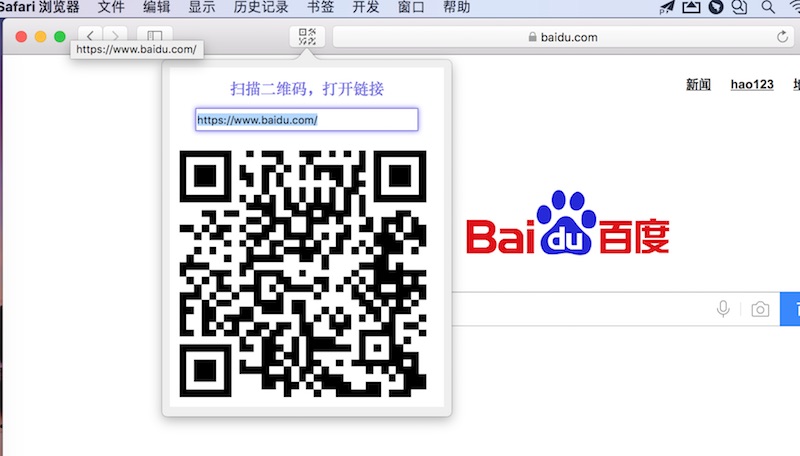 Safari 浏览器 文件 编辑 显示 历史记录 书签 开发 窗口 帮助
baidu.com
https://www.baidu.com/
扫描二维码，打开链接
https://www.baidu.com/
新闻 hao123
Bai du 百度